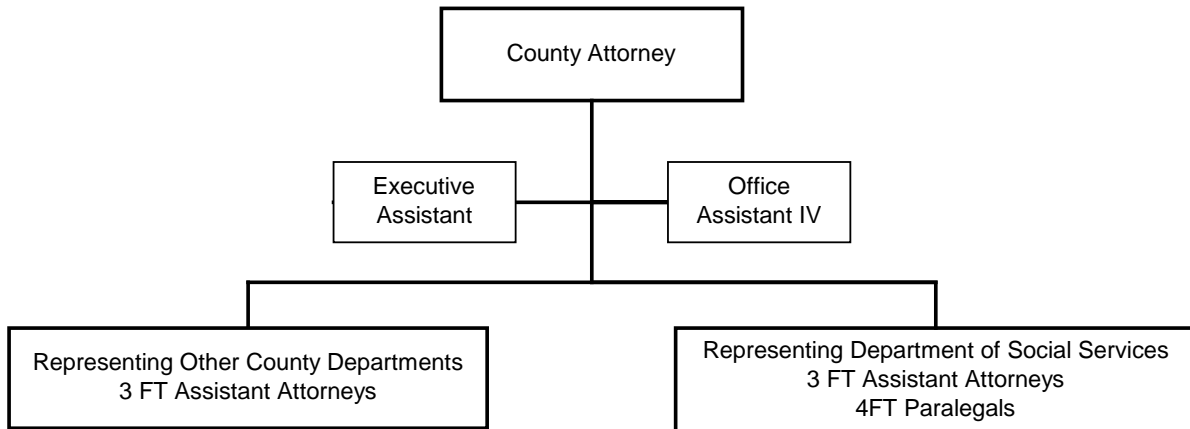 County Attorney
Executive
Assistant
Office
Assistant IV
Representing Other County Departments
3 FT Assistant Attorneys
Representing Department of Social Services
3 FT Assistant Attorneys
4FT Paralegals